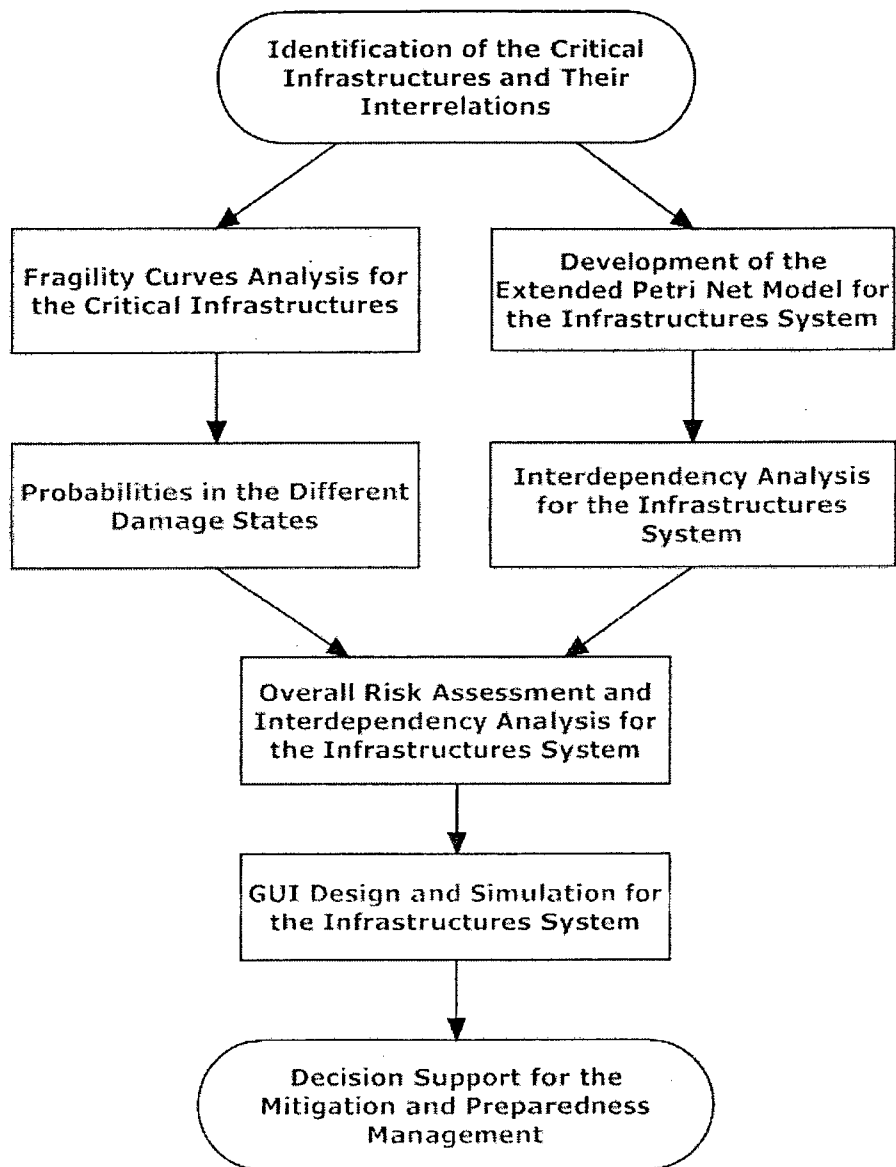 Identification of the Critical
Infrastructures and Their
Interrelations
Fragility Curves Analysis for
the Critical Infrastructures
Development of the
Extended Petri Net Model for
the Infrastructures System
Probabilities in the Different
Damage States
Interdependency Analysis
for the Infrastructures
System
Overall Risk Assessment and
Interdependency Analysis for
the Infrastructures System
GUI Design and Simulation for
the Infrastructures System
Decision Support for the
Mitigation and Preparedness
Management